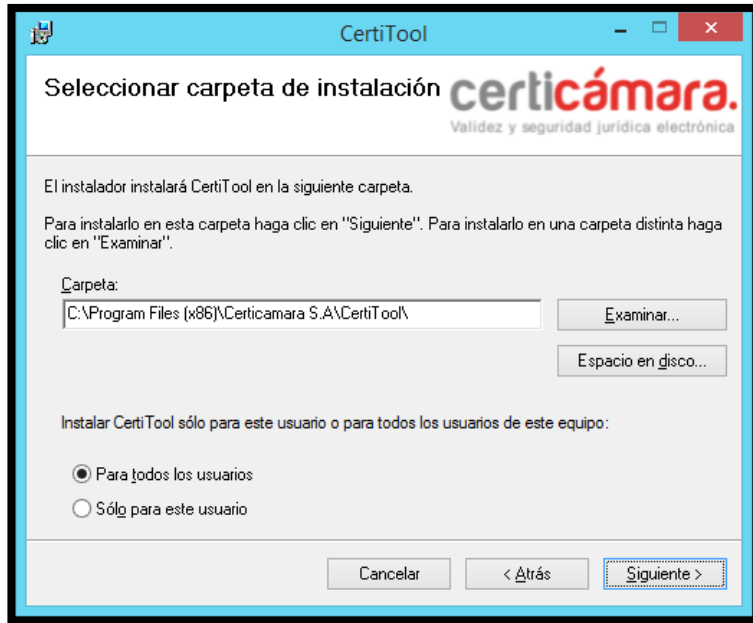 CertiTool
Seleccionar carpeta de instalación
certicámara.
Validez y seguridad jurídica electrónica
El instalador instalará CertiTool en la siguiente carpeta.
Para instalarlo en esta carpeta haga clic en "Siguiente". Para instalarlo en una carpeta distinta haga
clic en "Examinar".
Carpeta:
C:\Program Files (x86)\Certicamara S.A\CertiTool\
Examinar...
Espacio en disco...
Instalar CertiTool sólo para este usuario o para todos los usuarios de este equipo:
Para todos los usuarios
Sólo para este usuario
Cancelar
< Atrás
Siguiente >